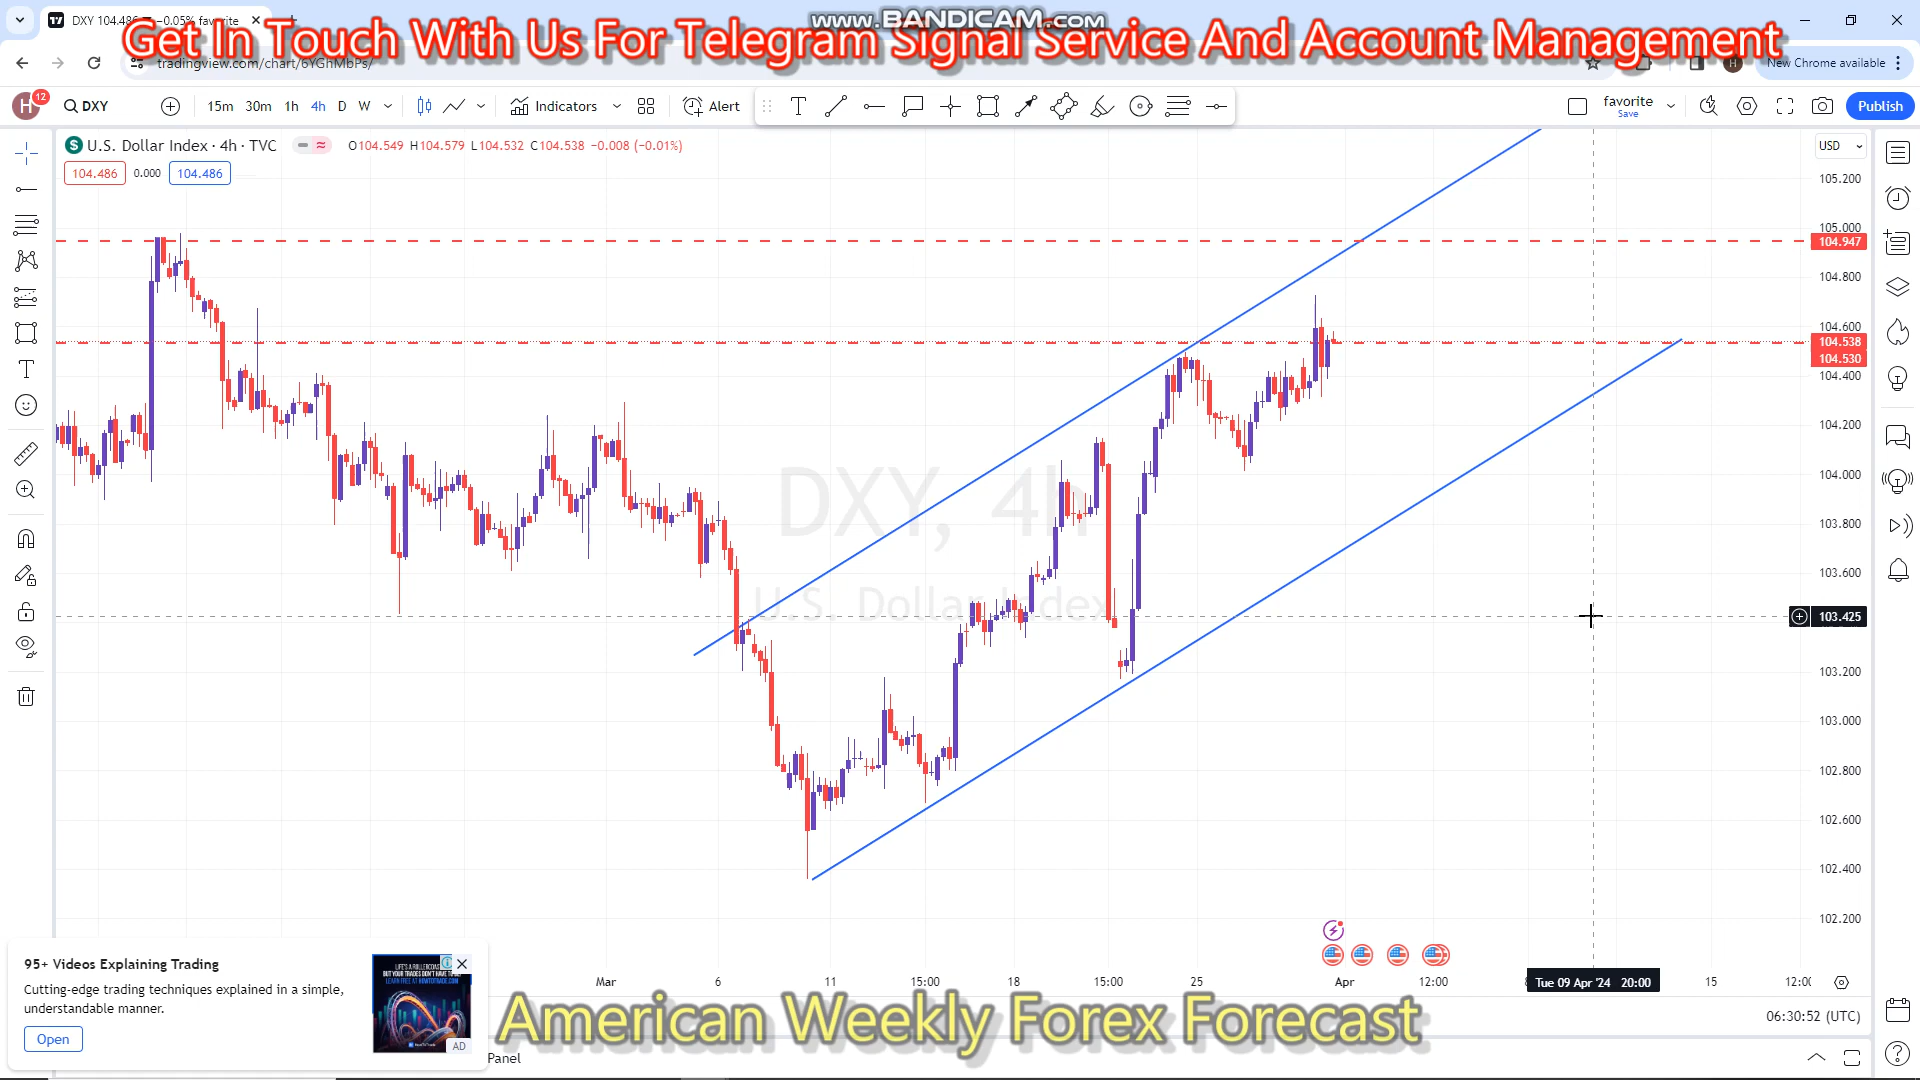 www.BANDICAM.com
DXY 104.486 −0.05% favorite
Get In Touch With Us For Telegram Signal Service And Account Management
tradingview.com/chart/6YGhMbPs/
H
New Chrome available
H 12
DXY
15m 30m 1h 4h D W
Indicators
Alert
favorite
Save
Publish
U.S. Dollar Index · 4h · TVC
O104.549 H104.579 L104.532 C104.538 −0.008 (−0.01%)
USD
104.486 0.000 104.486
105.200
105.000
104.947
104.800
104.600
104.538
104.530
104.400
104.200
104.000
103.800
103.600
103.425
103.200
103.000
102.800
102.600
102.400
102.200
DXY, 4h
U.S. Dollar Index
Mar 6 11 15:00 18 15:00 25 Apr 12:00 Tue 09 Apr '24 20:00 15 12:00
95+ Videos Explaining Trading
Cutting-edge trading techniques explained in a simple,
understandable manner.
Open
AD
American Weekly Forex Forecast
06:30:52 (UTC)
Panel